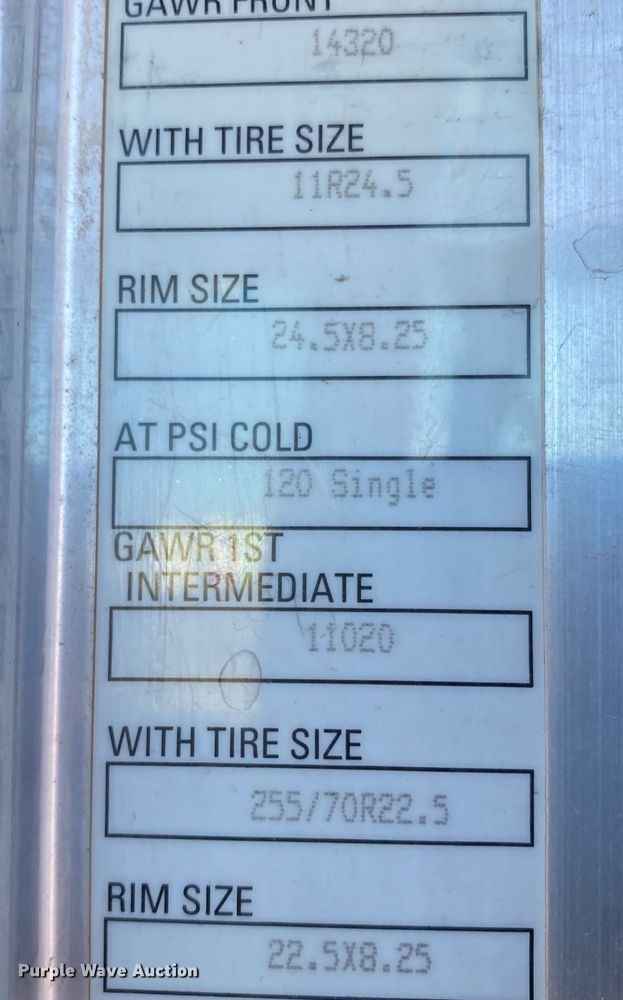 GAWR FRONT
14320
WITH TIRE SIZE
11R24.5
RIM SIZE
24.5X8.25
AT PSI COLD
120 Single
GAWR 1ST
INTERMEDIATE
11020
WITH TIRE SIZE
255/70R22.5
RIM SIZE
22.5X8.25
Purple Wave Auction